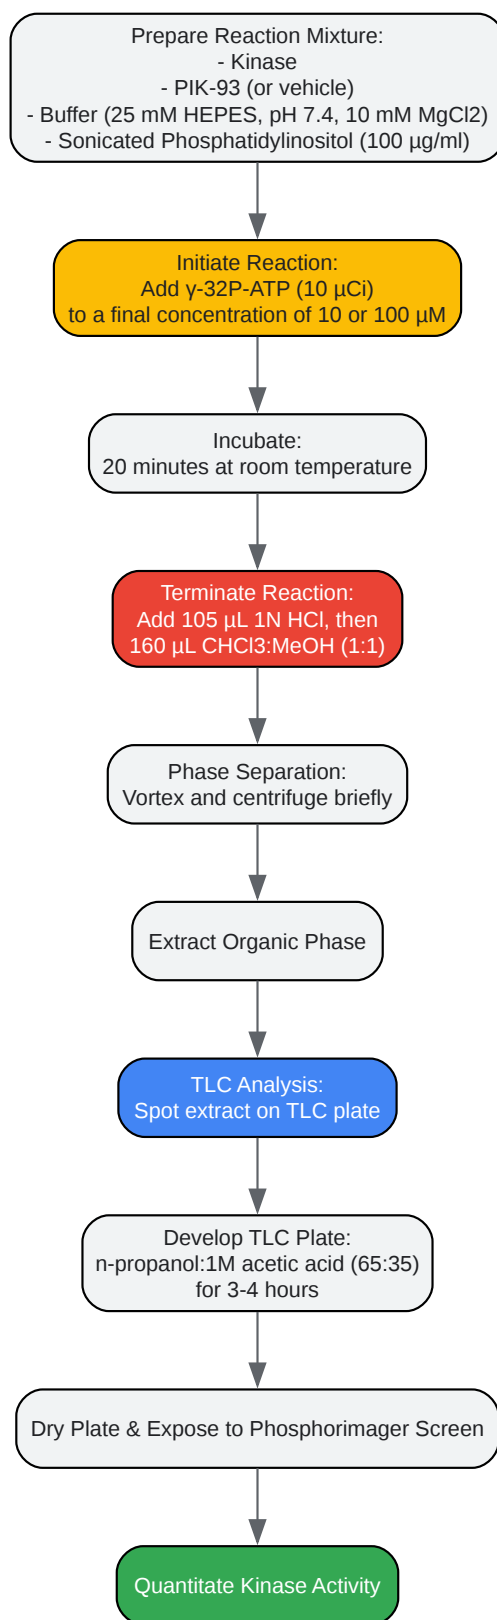 Prepare Reaction Mixture:
- Kinase
- PIK-93 (or vehicle)
- Buffer (25 mM HEPES, pH 7.4, 10 mM MgCl2)
- Sonicated Phosphatidylinositol (100 µg/ml)
Initiate Reaction:
Add γ-32P-ATP (10 µCi)
to a final concentration of 10 or 100 µM
Incubate:
20 minutes at room temperature
Terminate Reaction:
Add 105 µL 1N HCl, then
160 µL CHCl3:MeOH (1:1)
Phase Separation:
Vortex and centrifuge briefly
Extract Organic Phase
TLC Analysis:
Spot extract on TLC plate
Develop TLC Plate:
n-propanol:1M acetic acid (65:35)
for 3-4 hours
Dry Plate & Expose to Phosphorimager Screen
Quantitate Kinase Activity